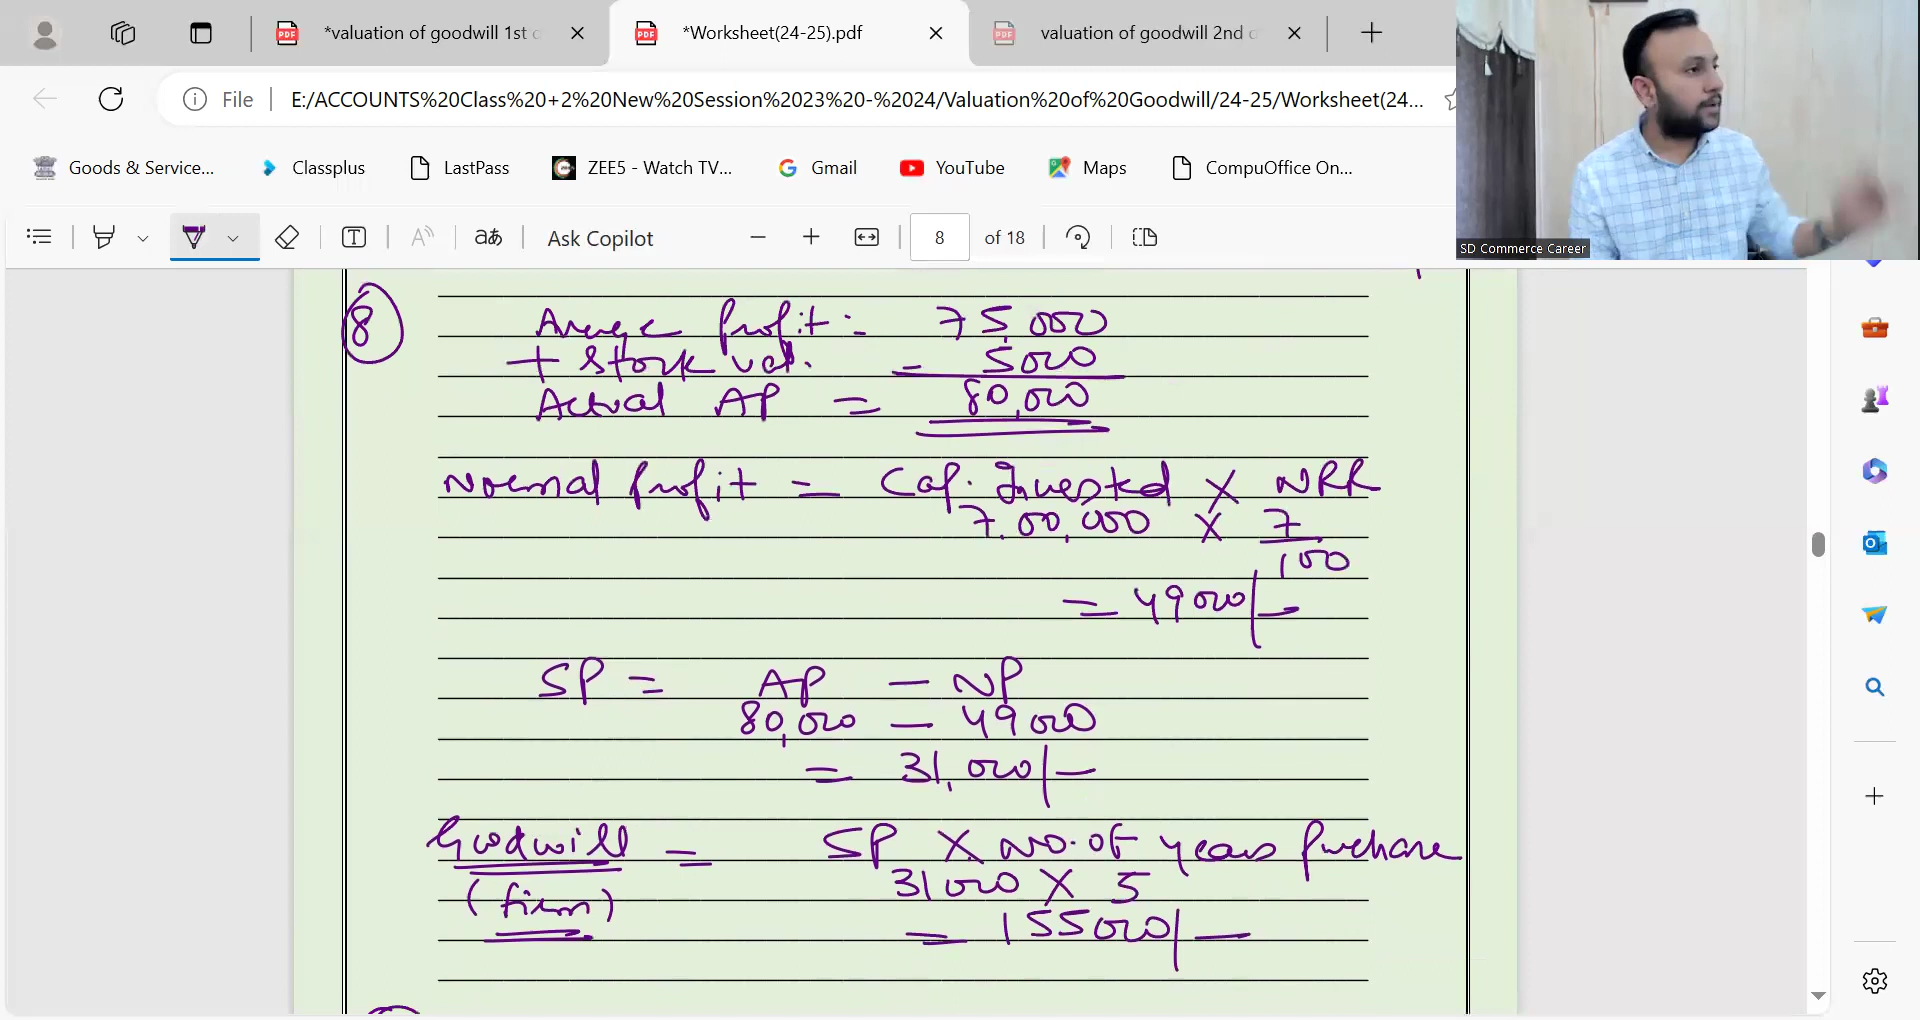 *valuation of goodwill 1st c
*Worksheet(24-25).pdf
valuation of goodwill 2nd c
File
E:/ACCOUNTS%20Class%20+2%20New%20Session%202023%20-%2024/Valuation%20of%20Goodwill/24-25/Worksheet(24...
Goods & Service...
Classplus
LastPass
ZEE5 - Watch TV...
Gmail
YouTube
Maps
CompuOffice On...
Ask Copilot
8 of 18
SD Commerce Career
8
Average Profit = 75,000
+ Stock val. = 5000
Actual AP = 80,000
Normal Profit = Cap. Invested X NRR
7,00,000 X 7
100
= 49000/-
SP = AP - NP
80,000 - 49000
= 31,000/-
Goodwill = SP X No. of years Purchase
(firm)
31000 X 5
= 155000/-